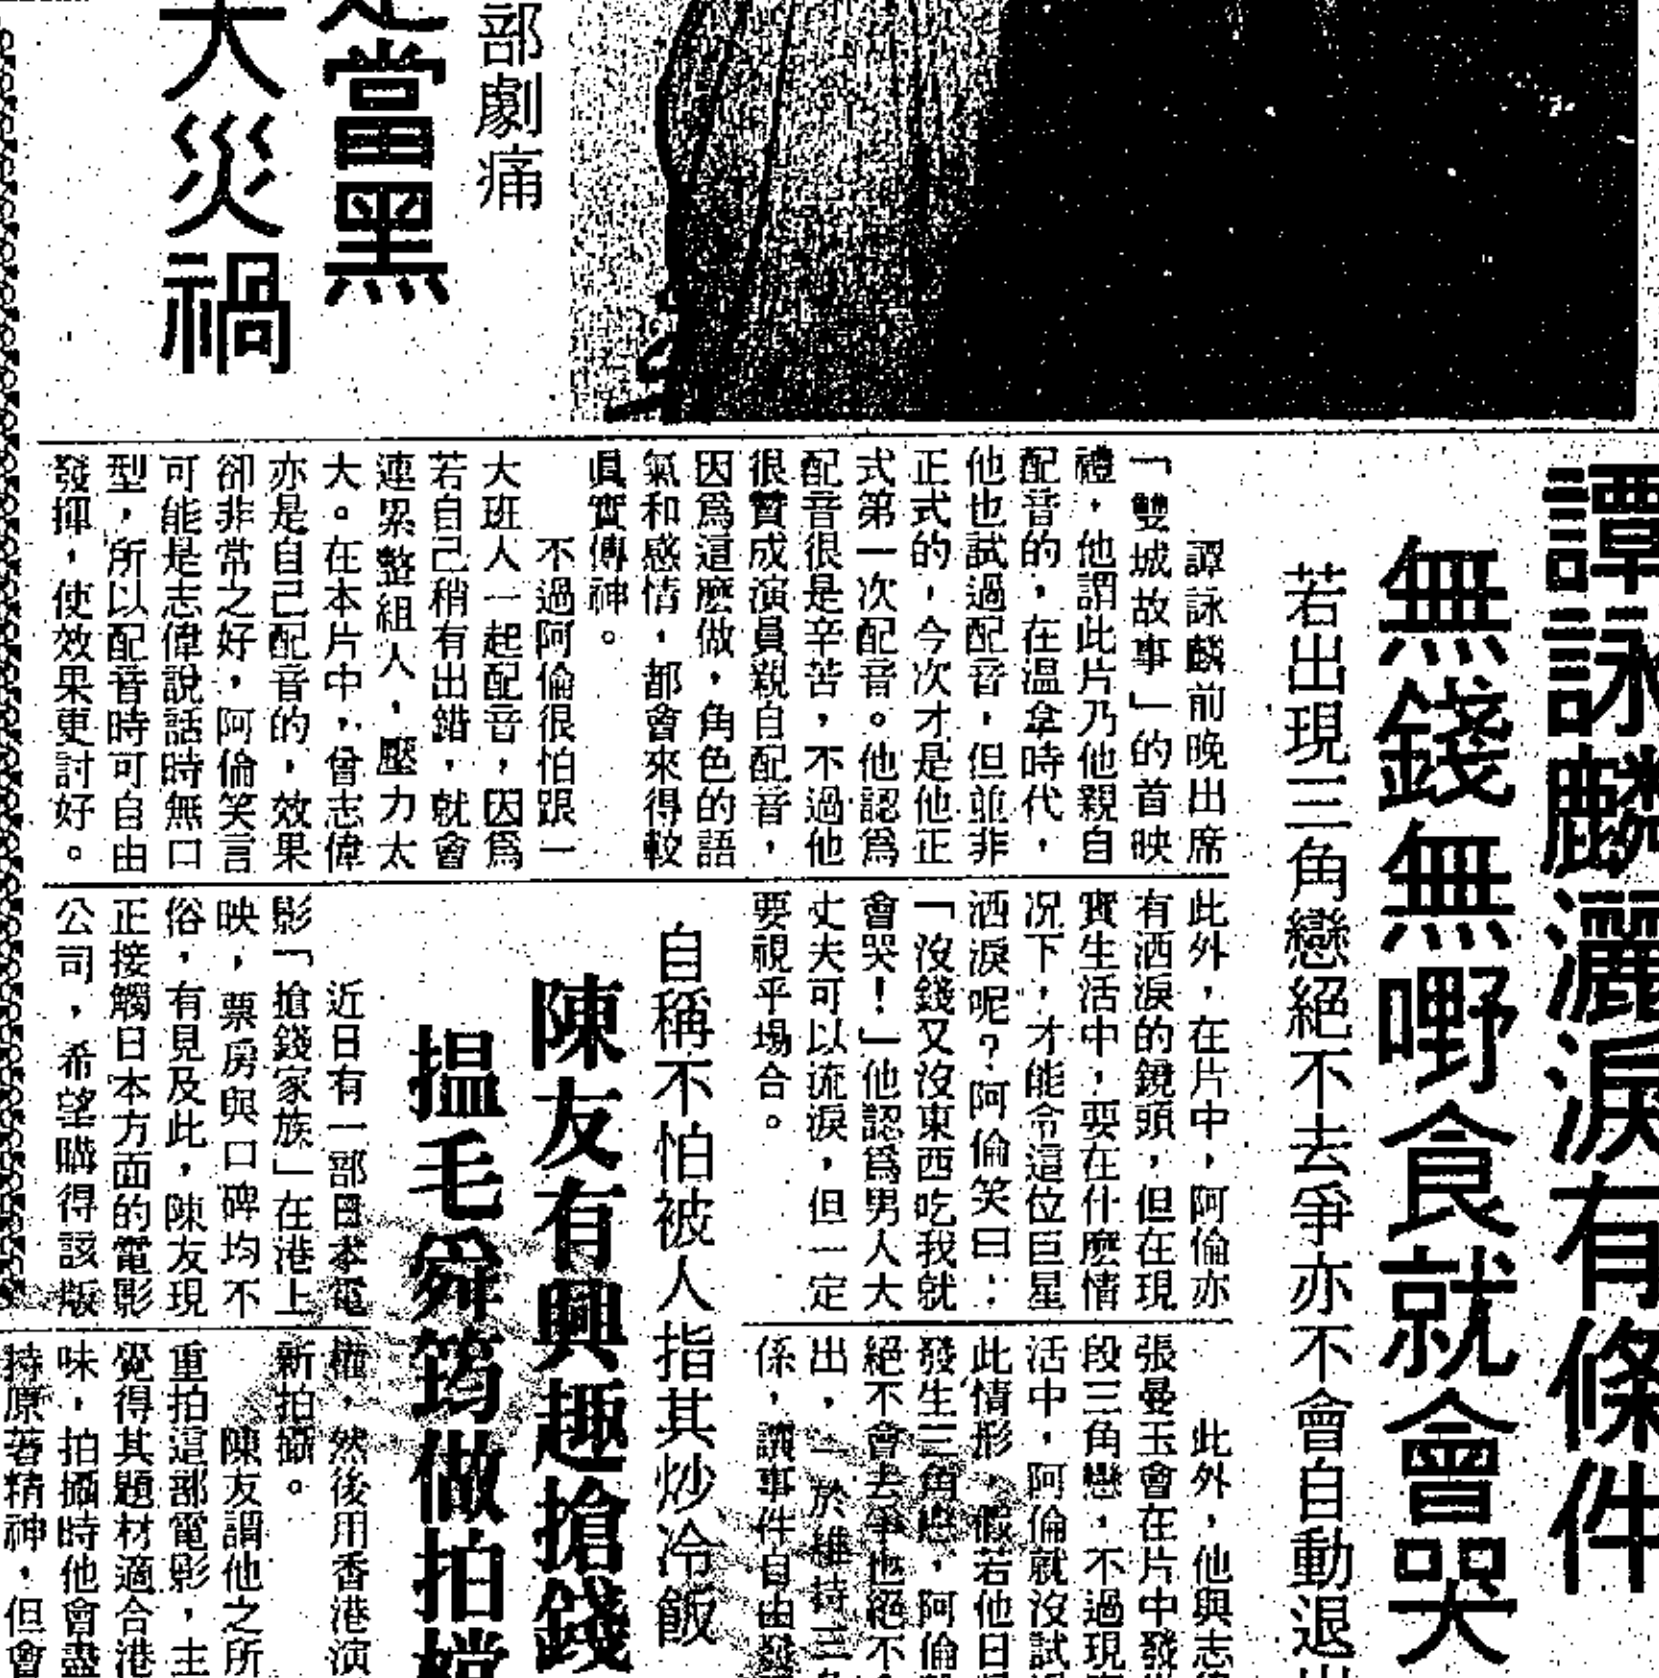 譚詠麟灑淚有條件
無錢無嘢食就會哭
若出現三角戀絕不去爭亦不會自動退
譚詠麟前晚出席
「雙城故事」的首映
禮，他謂此片乃他親自
配音的，在溫拿時代，
他也試過配音，但並非
正式的，今次才是他正
式第一次配音。他認為
配音很是辛苦，不過他
很贊成演員親自配音，
因為這麼做，角色的語
氣和感情，都會來得較
真實傳神。
不過阿倫很怕跟一
大班人一起配音，因為
若自己稍有出錯，就會
連累整組人，壓力太
大。在本片中，曾志偉
亦是自己配音的，效果
卻非常之好，阿倫笑言
可能是志偉說話時無口
型，所以配音時可自由
發揮，使效果更討好。
此外，在片中，阿倫亦
有洒淚的鏡頭，但在現
實生活中，要在什麼情
況下，才能令這位巨星
洒淚呢？阿倫笑曰：
「沒錢又沒東西吃我就
會哭！」他認為男人大
丈夫可以流淚，但一定
要視乎場合。
此外，他與志
張曼玉會在片中發
段三角戀，不過現
活中，阿倫就沒試
此情形，假若他日
發生三角戀，阿倫
絕不會去爭也絕不
出，一於維持三
係，讓事件自由發
自稱不怕被人指其炒冷飯
陳友有興趣搶錢
搵毛舜筠做拍檔
近日有一部日本電
影「搶錢家族」在港上
映，票房與口碑均不
俗，有見及此，陳友現
正接觸日本方面的電影
公司，希望購得該版
權，然後用香港演
新拍攝。
陳友謂他之所
重拍這部電影，主
覺得其題材適合港
味，拍攝時他會盡
持原著精神，但會
部劇痛
當黑
大災禍